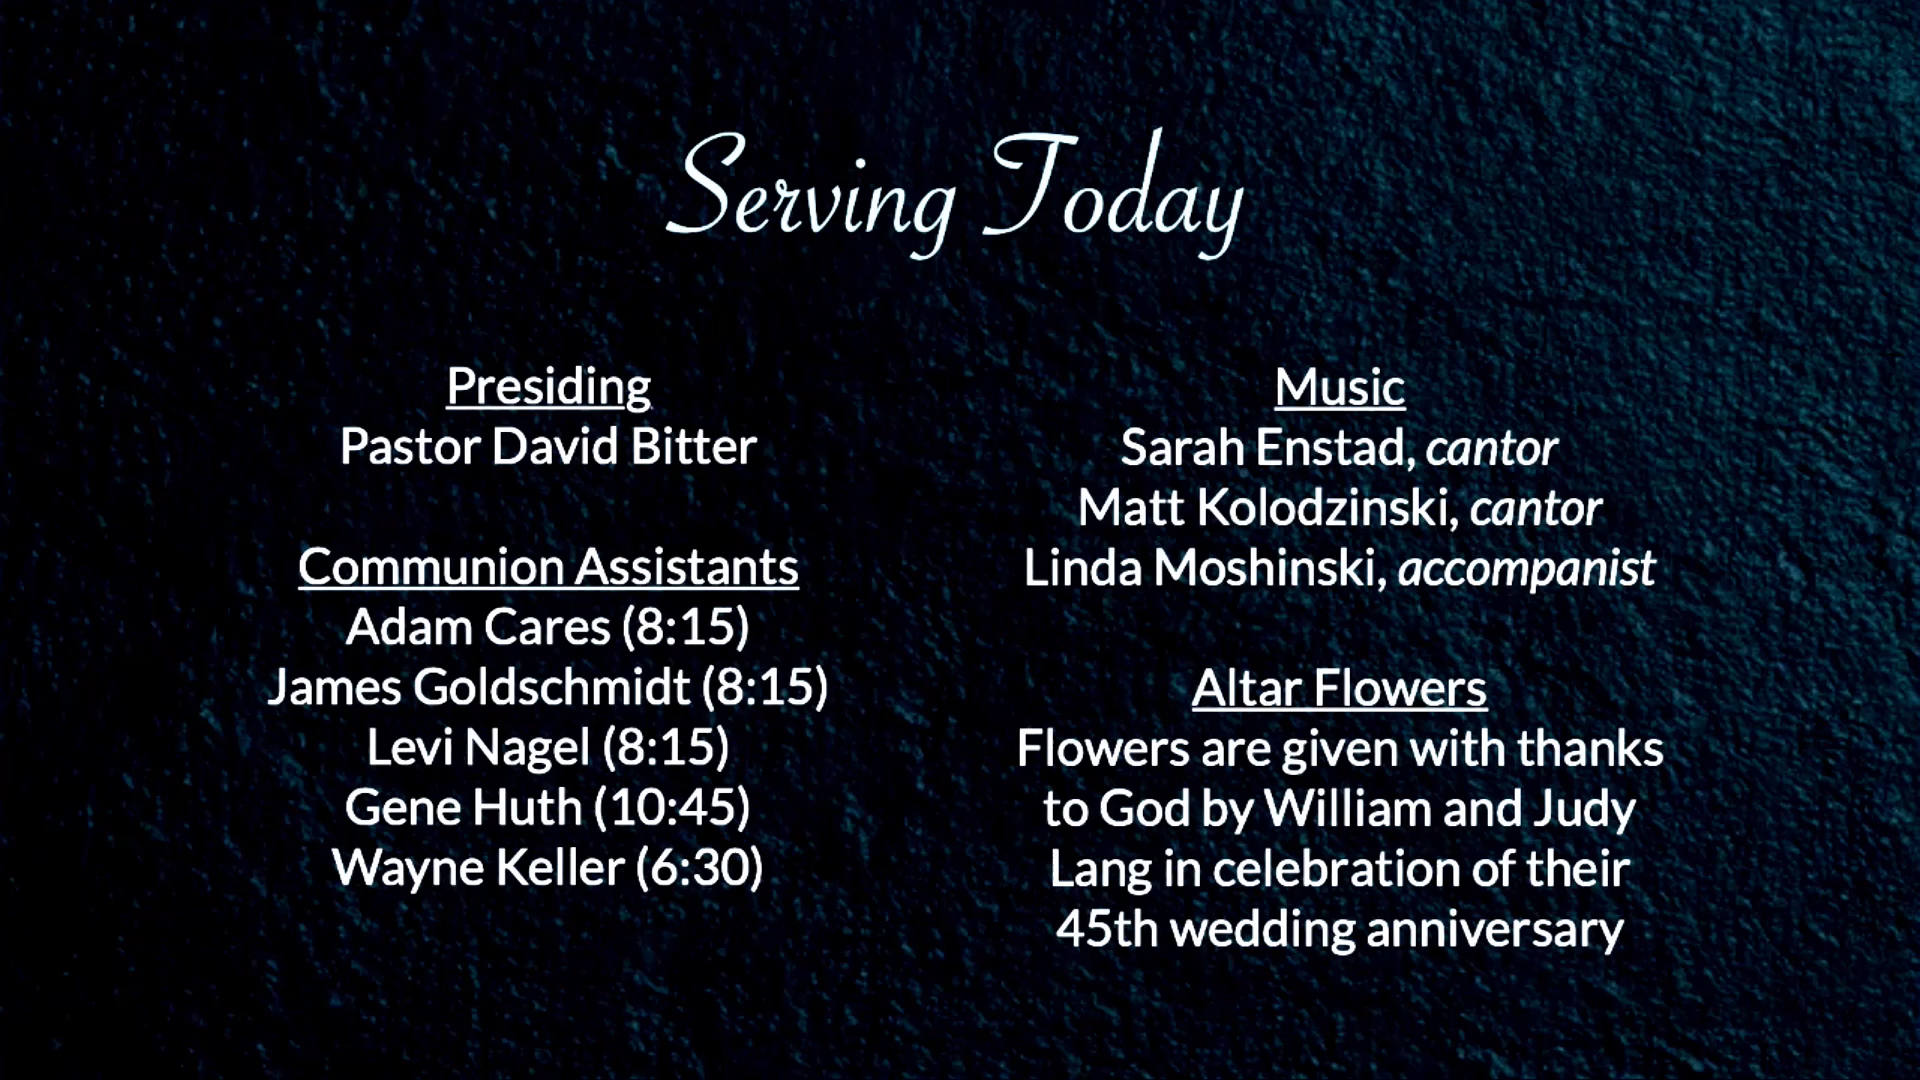 Serving Today
Presiding
Pastor David Bitter
Communion Assistants
Adam Cares (8:15)
James Goldschmidt (8:15)
Levi Nagel (8:15)
Gene Huth (10:45)
Wayne Keller (6:30)
Music
Sarah Enstad, cantor
Matt Kolodzinski, cantor
Linda Moshinski, accompanist
Altar Flowers
Flowers are given with thanks
to God by William and Judy
Lang in celebration of their
45th wedding anniversary